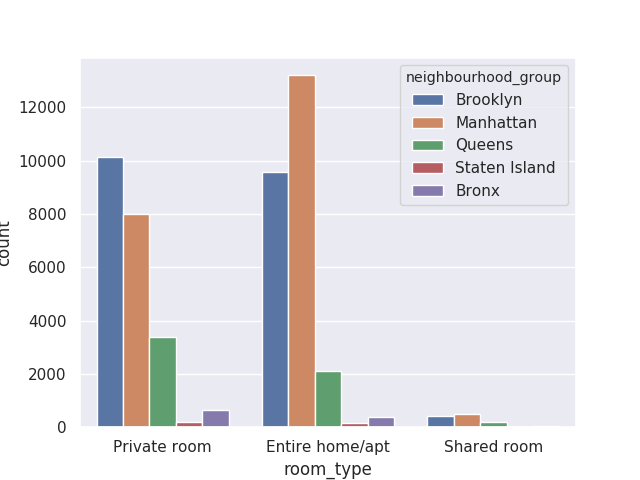 neighbourhood_group
Brooklyn
Manhattan
Queens
Staten Island
Bronx
12000
10000
8000
6000
4000
2000
0
count
Private room
Entire home/apt
Shared room
room_type